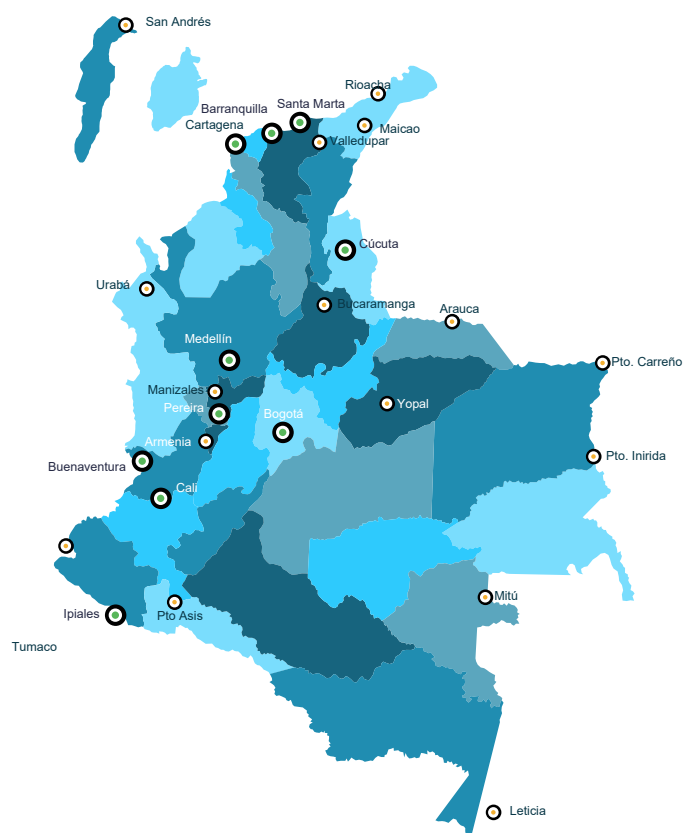 San Andrés
Rioacha
Santa Marta
Barranquilla
Cartagena
Maicao
Valledupar
Cúcuta
Urabá
Bucaramanga
Arauca
Medellín
Pto. Carreño
Manizales
Yopal
Pereira
Bogotá
Armenia
Pto. Inirida
Buenaventura
Cali
Mitú
Ipiales
Pto Asis
Tumaco
Leticia